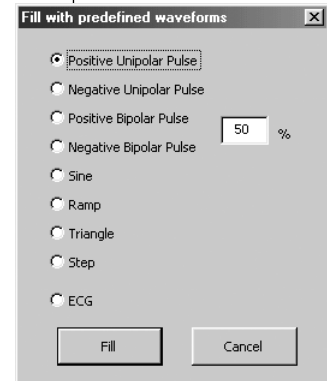 Fill with predefined waveforms
Positive Unipolar Pulse
Negative Unipolar Pulse
Positive Bipolar Pulse
50 %
Negative Bipolar Pulse
Sine
Ramp
Triangle
Step
ECG
Fill Cancel